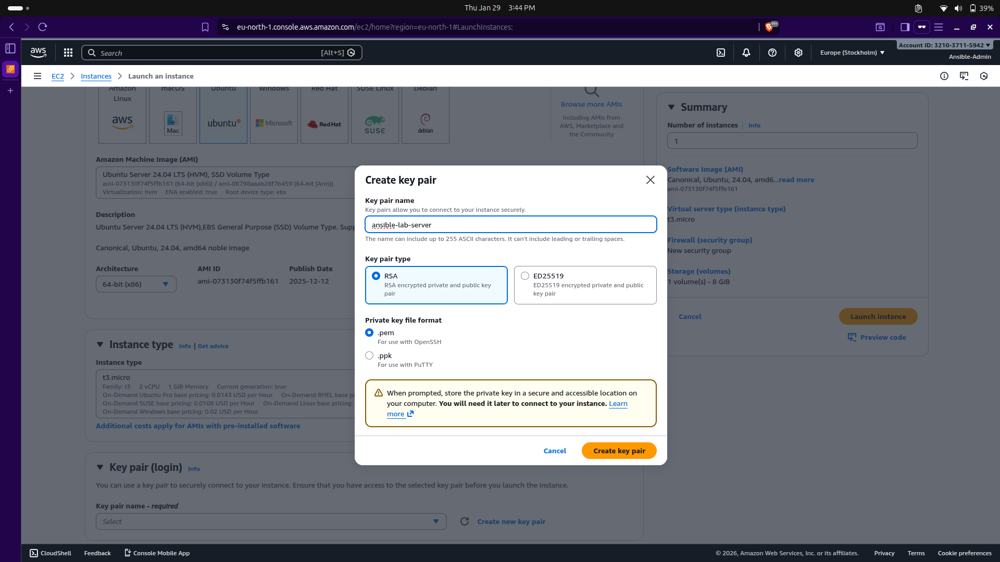 Thu Jan 29 3:44 PM
39%
eu-north-1.console.aws.amazon.com/ec2/home?region=eu-north-1#LaunchInstances:
99+
aws
Search
[Alt+S]
Europe (Stockholm)
Account ID: 3210-3711-5942
Ansible-Admin
EC2
Instances
Launch an instance
Amazon Linux
macOS
Ubuntu
Windows
Red Hat
SUSE Linux
Debian
aws
Mac
ubuntu
Microsoft
Red Hat
SUSE
debian
Browse more AMIs
Including AMIs from
AWS, Marketplace and
the Community
Amazon Machine Image (AMI)
Ubuntu Server 24.04 LTS (HVM), SSD Volume Type
ami-073130f74f5ffb161 (64-bit (x86)) / ami-08798aaab28f7b459 (64-bit (Arm))
Virtualization: hvm ENA enabled: true Root device type: ebs
Description
Ubuntu Server 24.04 LTS (HVM),EBS General Purpose (SSD) Volume Type. Supp
Canonical, Ubuntu, 24.04, amd64 noble image
Architecture
64-bit (x86)
AMI ID
ami-073130f74f5ffb161
Publish Date
2025-12-12
Instance type
Info | Get advice
Instance type
t3.micro
Family: t3 2 vCPU 1 GiB Memory Current generation: true
On-Demand Ubuntu Pro base pricing: 0.0143 USD per Hour On-Demand RHEL base pr
On-Demand SUSE base pricing: 0.0108 USD per Hour On-Demand Linux base pricing:
On-Demand Windows base pricing: 0.02 USD per Hour
Additional costs apply for AMIs with pre-installed software
Key pair (login)
Info
You can use a key pair to securely connect to your instance. Ensure that you have access to the selected key pair before you launch the instance.
Key pair name - required
Select
Create new key pair
Create key pair
Key pair name
Key pairs allow you to connect to your instance securely.
ansible-lab-server
The name can include up to 255 ASCII characters. It can't include leading or trailing spaces.
Key pair type
RSA
RSA encrypted private and public key
pair
ED25519
ED25519 encrypted private and public
key pair
Private key file format
.pem
For use with OpenSSH
.ppk
For use with PuTTY
When prompted, store the private key in a secure and accessible location on
your computer. You will need it later to connect to your instance. Learn
more
Cancel
Create key pair
Summary
Number of instances
Info
1
Software Image (AMI)
Canonical, Ubuntu, 24.04, amd6...read more
ami-073130f74f5ffb161
Virtual server type (instance type)
t3.micro
Firewall (security group)
New security group
Storage (volumes)
1 volume(s) - 8 GiB
Cancel
Launch instance
Preview code
CloudShell
Feedback
Console Mobile App
© 2026, Amazon Web Services, Inc. or its affiliates.
Privacy
Terms
Cookie preferences